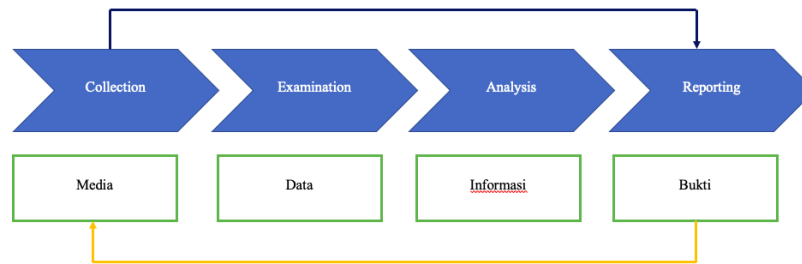 Collection
Examination
Analysis
Reporting
Media
Data
Informasi
Bukti